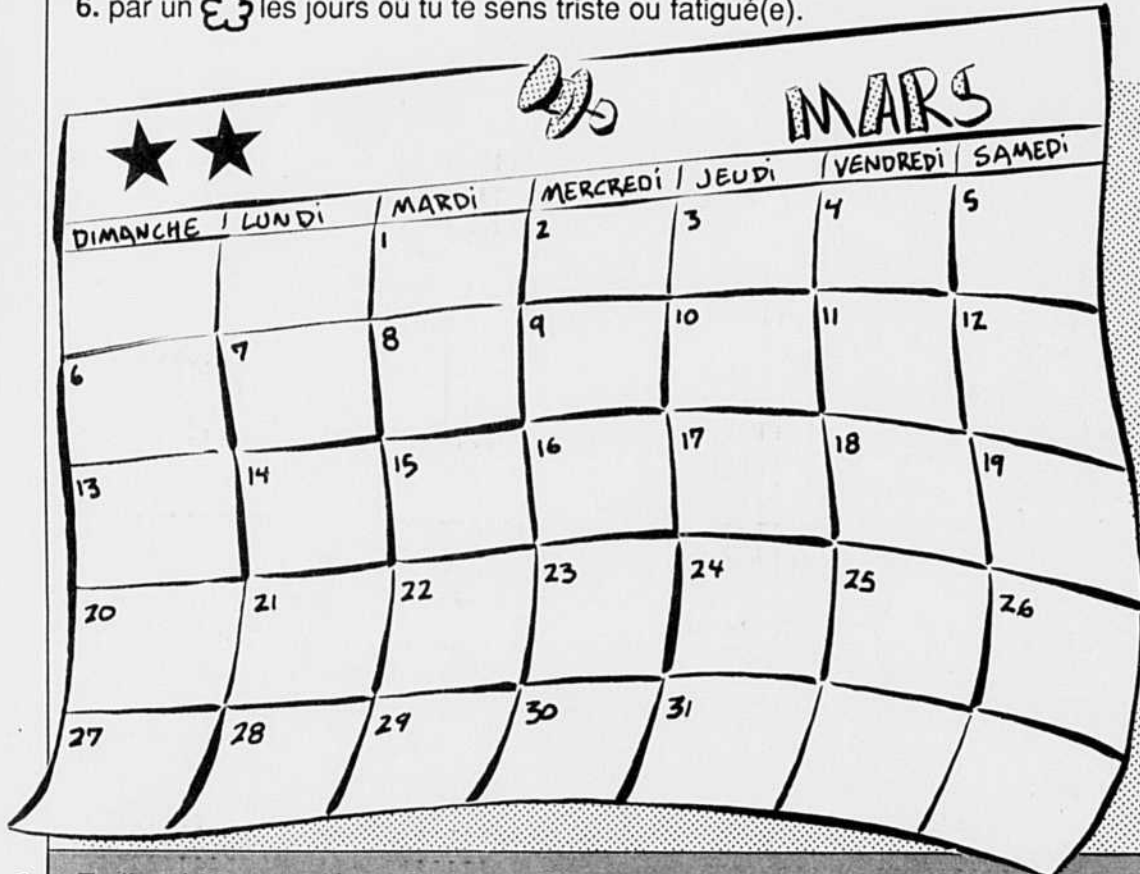 6. par un les jours où tu te sens triste ou fatigué(e).
MARS
DIMANCHE LUNDI MARDI MERCREDI JEUDI VENDREDI SAMEDI
1 2 3 4 5
6 7 8 9 10 11 12
13 14 15 16 17 18 19
20 21 22 23 24 25 26
27 28 29 30 31